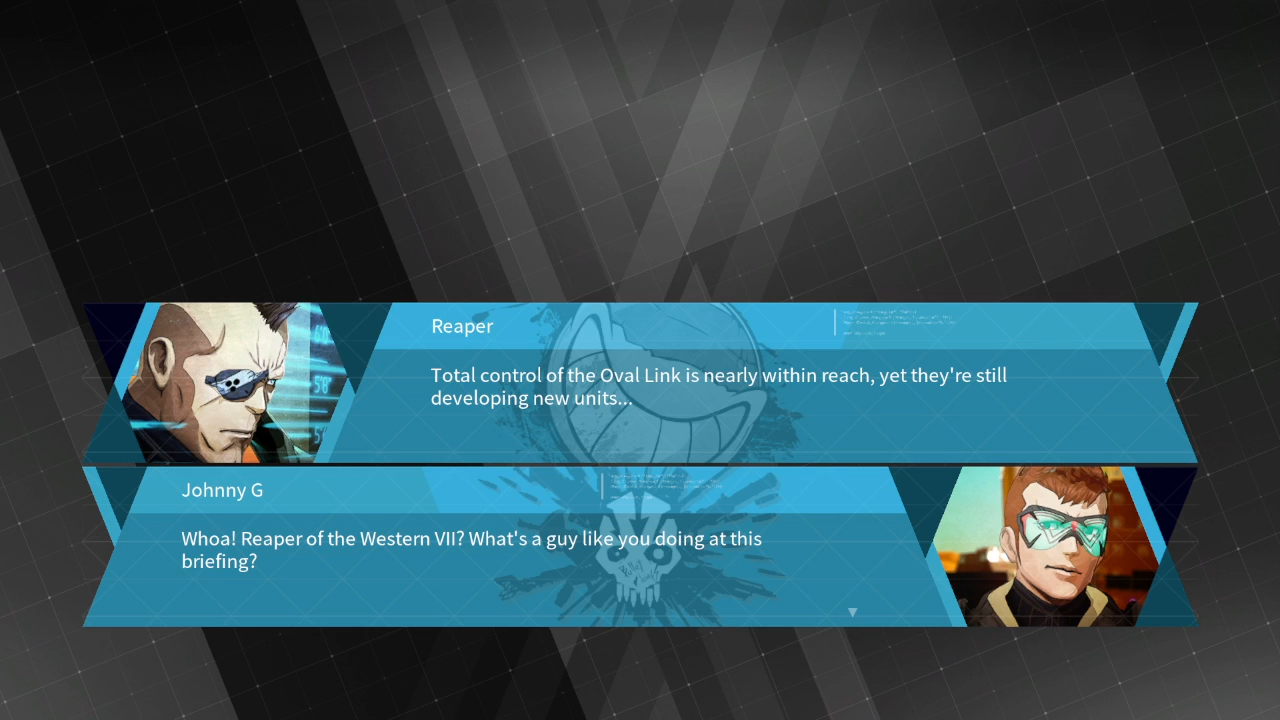 Reaper
Total control of the Oval Link is nearly within reach, yet they're still
developing new units...
Johnny G
Whoa! Reaper of the Western VII? What's a guy like you doing at this
briefing?